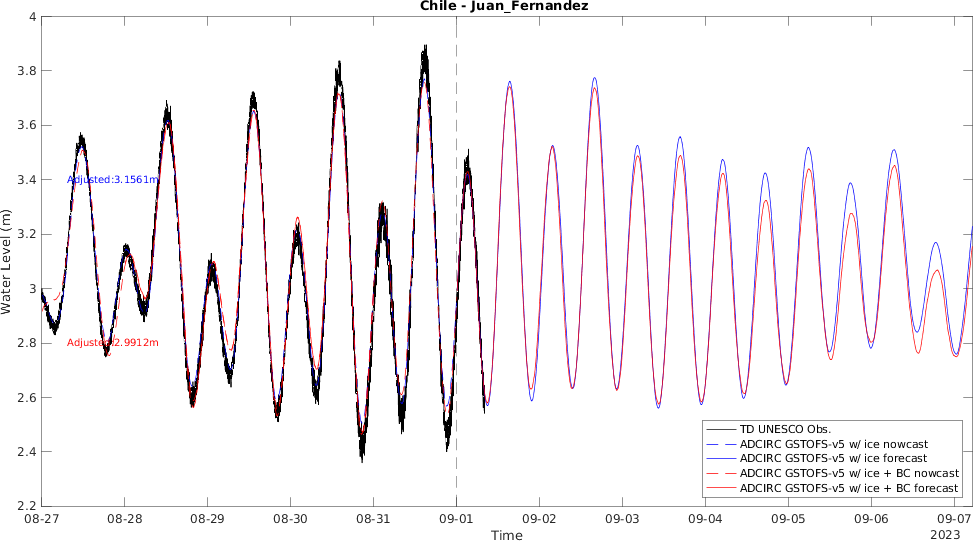 Chile - Juan_Fernandez
4
3.8
3.6
3.4
3.2
3
2.8
2.6
2.4
2.2
Water Level (m)
Adjusted:3.1561m
Adjusted:2.9912m
TD UNESCO Obs.
ADCIRC GSTOFS-v5 w/ ice nowcast
ADCIRC GSTOFS-v5 w/ ice forecast
ADCIRC GSTOFS-v5 w/ ice + BC nowcast
ADCIRC GSTOFS-v5 w/ ice + BC forecast
08-27 08-28 08-29 08-30 08-31 09-01 09-02 09-03 09-04 09-05 09-06 09-07
2023
Time